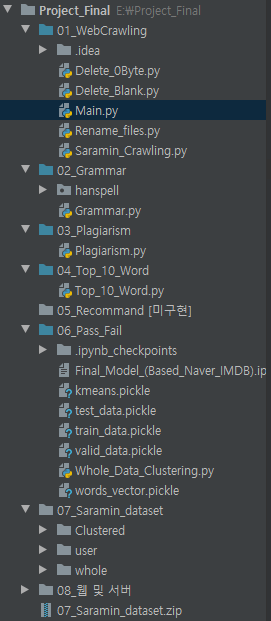 Project_Final E:\Project_Final
01_WebCrawling
.idea
Delete_0Byte.py
Delete_Blank.py
Main.py
Rename_files.py
Saramin_Crawling.py
02_Grammar
hanspell
Grammar.py
03_Plagiarism
Plagiarism.py
04_Top_10_Word
Top_10_Word.py
05_Recommand [미구현]
06_Pass_Fail
.ipynb_checkpoints
Final_Model_(Based_Naver_IMDB).ip
kmeans.pickle
test_data.pickle
train_data.pickle
valid_data.pickle
Whole_Data_Clustering.py
words_vector.pickle
07_Saramin_dataset
Clustered
user
whole
08_웹 및 서버
07_Saramin_dataset.zip